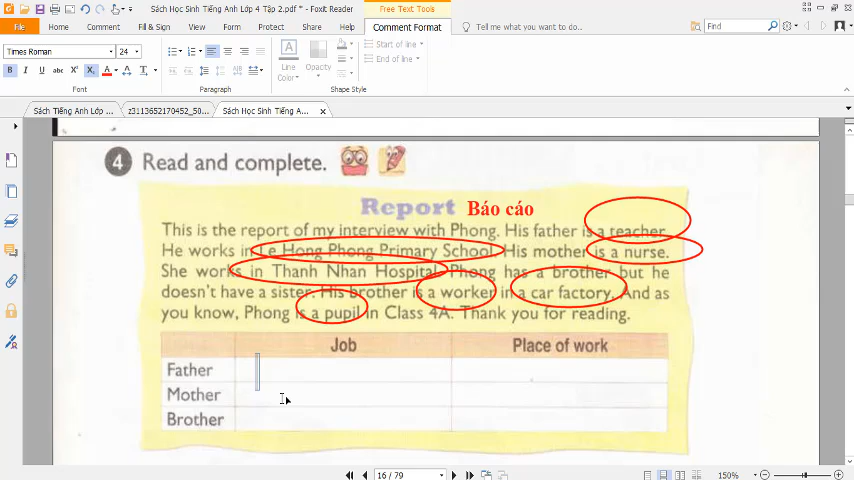 Sách Học Sinh Tiếng Anh Lớp 4 Tập 2.pdf * - Foxit Reader
Free Text Tools
File Home Comment Fill & Sign View Form Protect Share Help Comment Format Tell me what you want to do... Find
Times Roman 24
B I U abc X² X₂ A T
Font Paragraph
Line Color Opacity
Start of line
End of line
Format
Sách Tiếng Anh Lớp ... z3113652170452_50... Sách Học Sinh Tiếng A...
4 Read and complete.
Report Báo cáo
This is the report of my interview with Phong. His father is a teacher.
He works in Le Hong Phong Primary School. His mother is a nurse.
She works in Thanh Nhan Hospital. Phong has a brother but he
doesn't have a sister. His brother is a worker in a car factory. And as
you know, Phong is a pupil in Class 4A. Thank you for reading.
Job Place of work
Father
Mother
Brother
16 / 79 150%